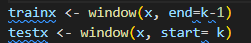 trainx <- window(x, end=k-1)
testx <- window(x, start= k)